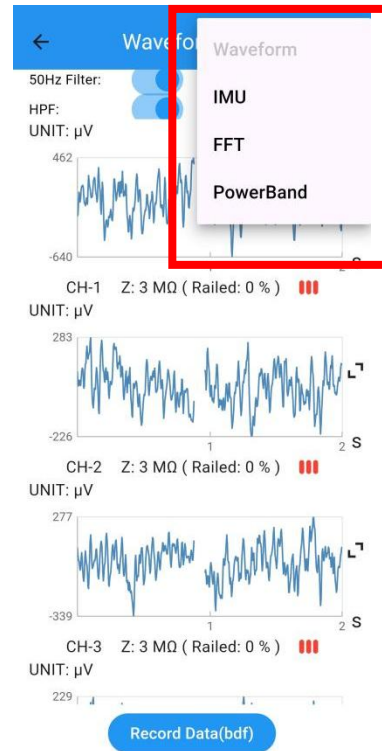 Wavefo
Waveform
IMU
FFT
PowerBand
50Hz Filter:
HPF:
UNIT: µV
462
-640
2
CH-1 Z: 3 MΩ ( Railed: 0 % )
UNIT: µV
283
-226
1
2
S
CH-2 Z: 3 MΩ ( Railed: 0 % )
UNIT: µV
277
-339
1
2
S
CH-3 Z: 3 MΩ ( Railed: 0 % )
UNIT: µV
229
Record Data(bdf)